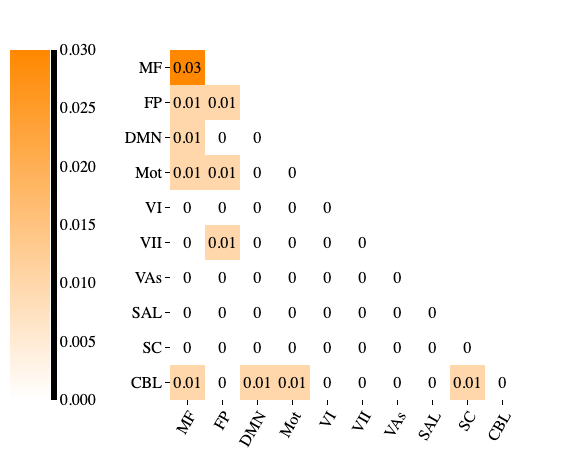 0.030
0.025
0.020
0.015
0.010
0.005
0.000
MF 0.03
FP 0.01 0.01
DMN 0.01 0 0
Mot 0.01 0.01 0 0
VI 0 0 0 0 0
VII 0 0.01 0 0 0 0
VAs 0 0 0 0 0 0 0
SAL 0 0 0 0 0 0 0 0
SC 0 0 0 0 0 0 0 0 0
CBL 0.01 0 0.01 0.01 0 0 0 0 0.01 0
MF FP DMN Mot VI VII VAs SAL SC CBL